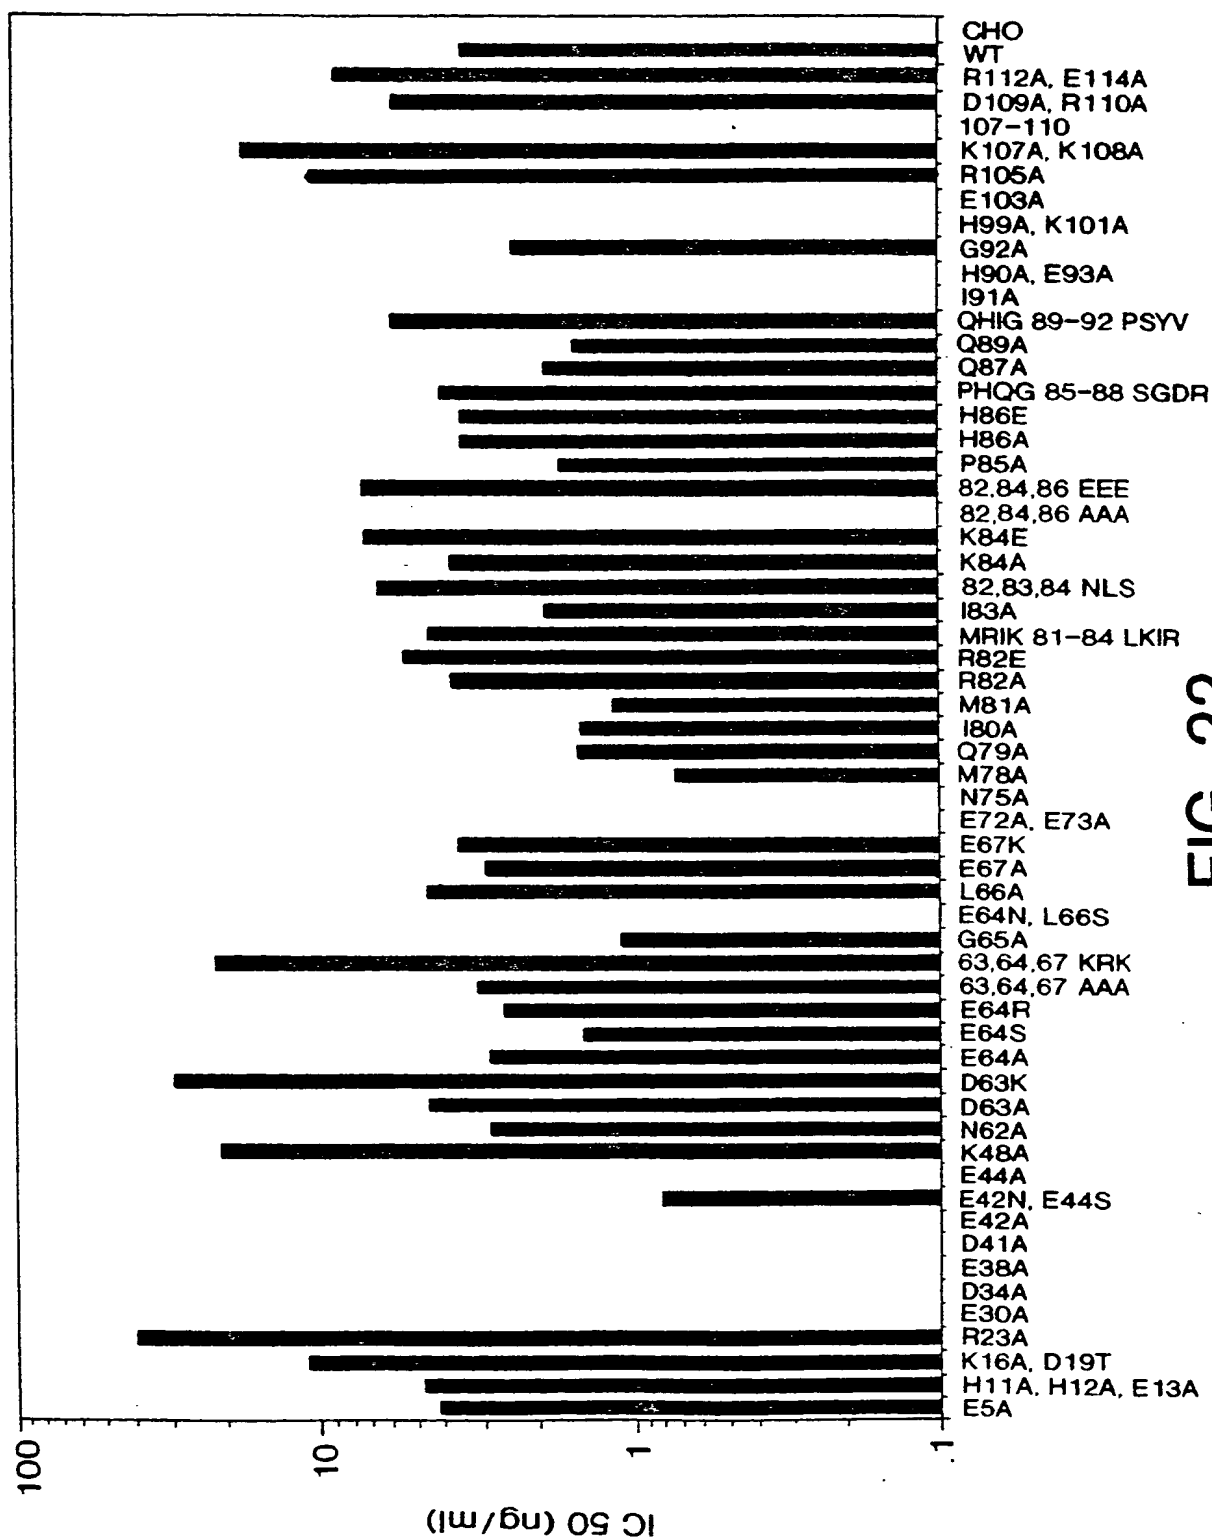 CHO
WT
R112A, E114A
D109A, R110A
107-110
K107A, K108A
R105A
E103A
H99A, K101A
G92A
H90A, E93A
I91A
QHIG 89-92 PSYV
Q89A
Q87A
PHQG 85-88 SGDR
H86E
H86A
P85A
82,84,86 EEE
82,84,86 AAA
K84E
K84A
82,83,84 NLS
I83A
MRIK 81-84 LKIR
R82E
R82A
M81A
I80A
Q79A
M78A
N75A
E72A, E73A
E67K
E67A
L66A
E64N, L66S
G65A
63,64,67 KRK
63,64,67 AAA
E64R
E64S
E64A
D63K
D63A
N62A
K48A
E44A
E42N, E44S
E42A
D41A
E38A
D34A
E30A
R23A
K16A, D19T
H11A, H12A, E13A
E5A
100
10
1
.1
IC 50 (ng/ml)
FIG